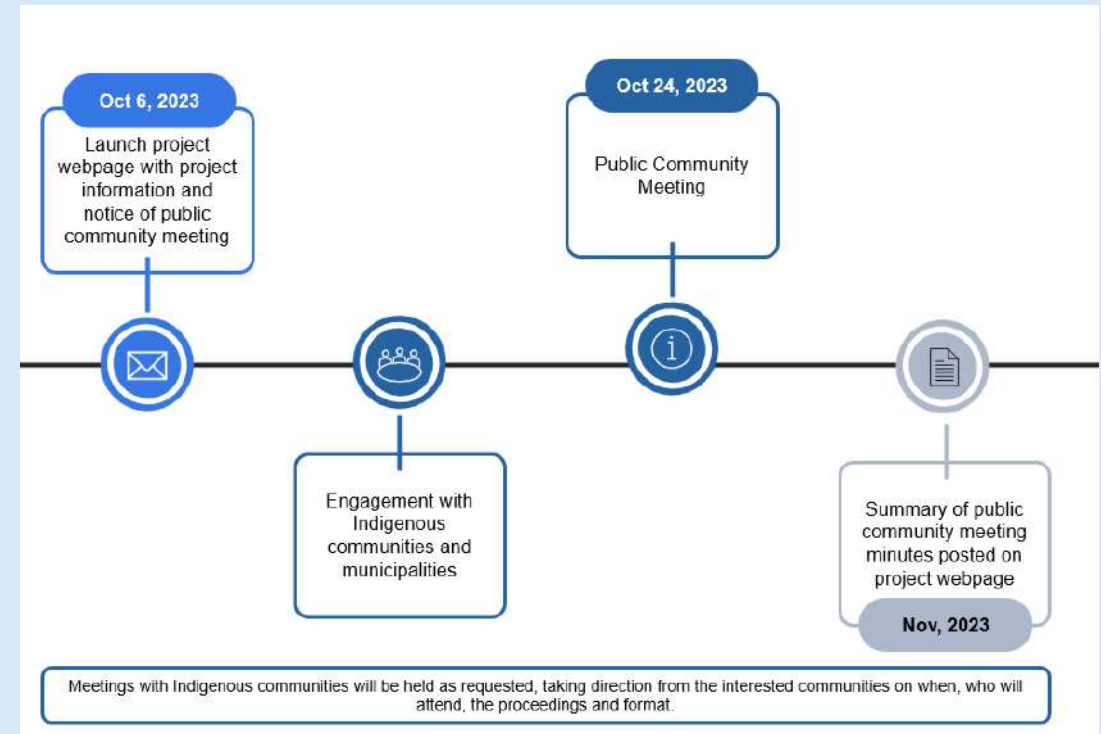 Oct 6, 2023
Launch project
webpage with project
information and
notice of public
community meeting
Engagement with
Indigenous
communities and
municipalities
Oct 24, 2023
Public Community
Meeting
i
Summary of public
community meeting
minutes posted on
project webpage
Nov, 2023
Meetings with Indigenous communities will be held as requested, taking direction from the interested communities on when, who will
attend, the proceedings and format.